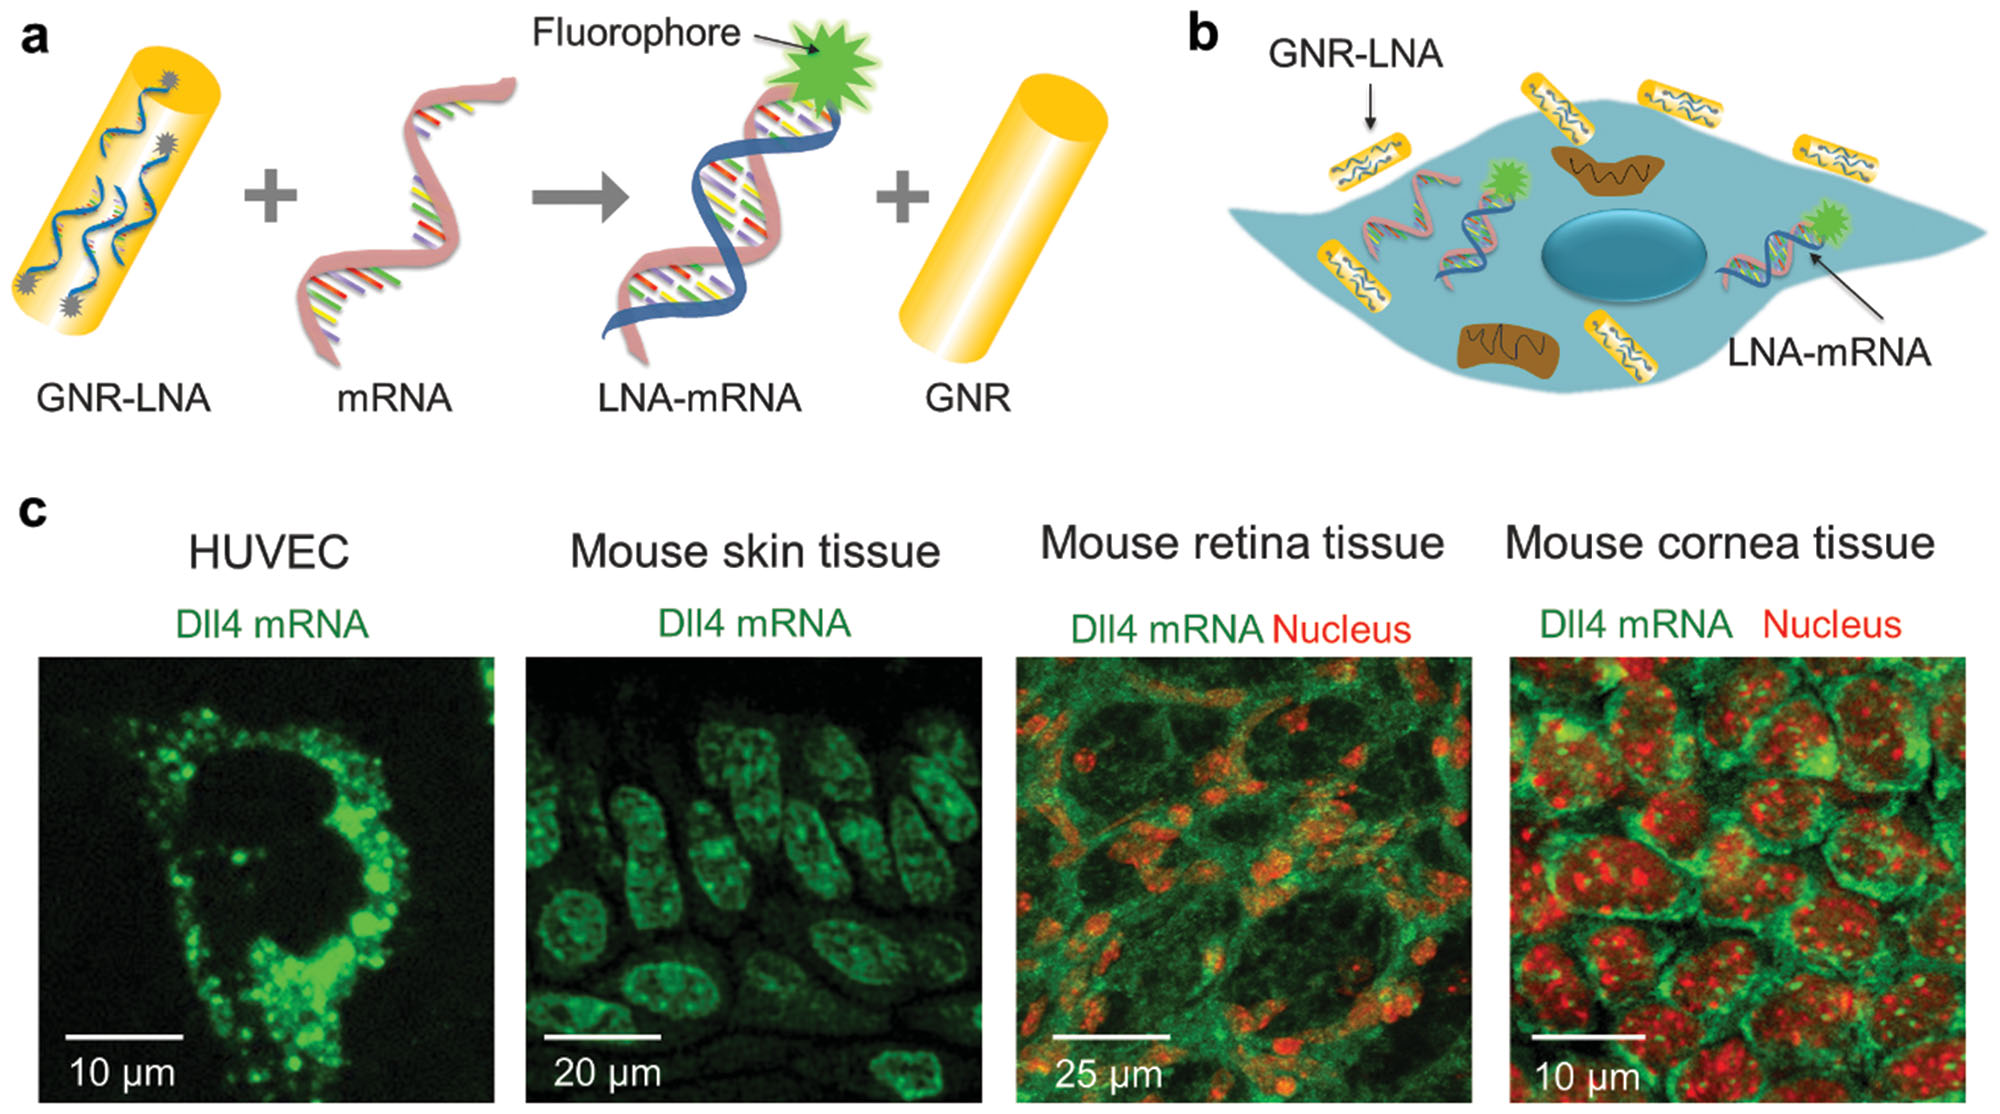 a
Fluorophore
GNR-LNA
mRNA
LNA-mRNA
GNR
b
GNR-LNA
LNA-mRNA
c
HUVEC
Dll4 mRNA
10 μm
Mouse skin tissue
Dll4 mRNA
20 μm
Mouse retina tissue
Dll4 mRNA Nucleus
25 μm
Mouse cornea tissue
Dll4 mRNA Nucleus
10 μm